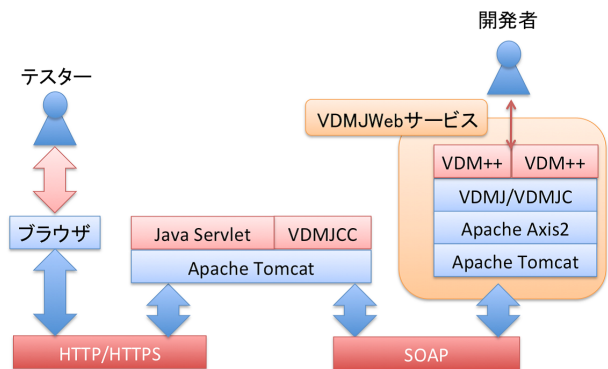 開発者
テスター
VDMJWebサービス
VDM++ VDM++
VDMJ/VDMJC
ブラウザ
Java Servlet VDMJCC
Apache Axis2
Apache Tomcat
Apache Tomcat
HTTP/HTTPS
SOAP